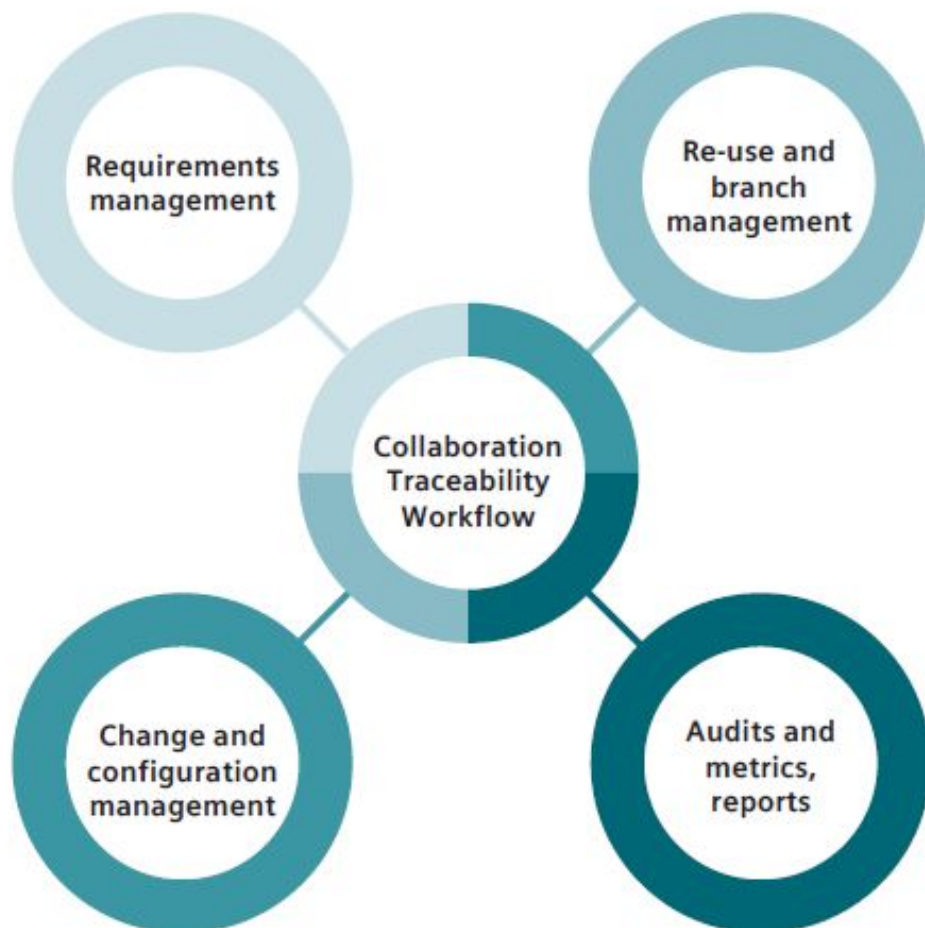 Requirements
management
Re-use and
branch
management
Collaboration
Traceability
Workflow
Change and
configuration
management
Audits and
metrics,
reports